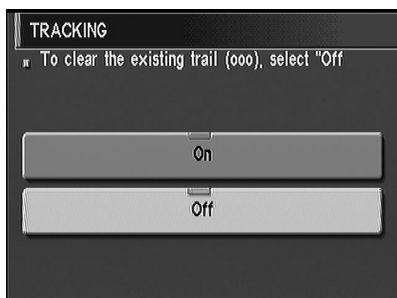 TRACKING
To clear the existing trail (ooo), select "Off
On
Off